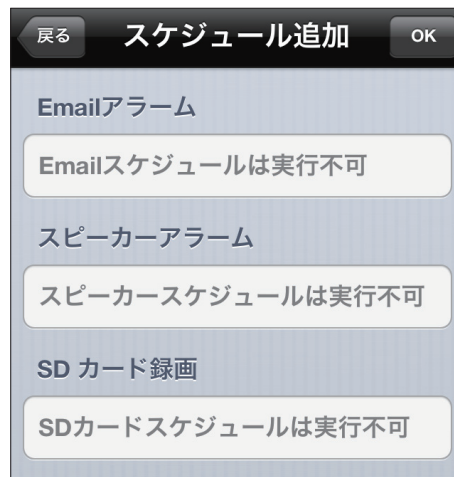 戻る スケジュール追加 OK
Emailアラーム
Emailスケジュールは実行不可
スピーカーアラーム
スピーカースケジュールは実行不可
SD カード録画
SDカードスケジュールは実行不可